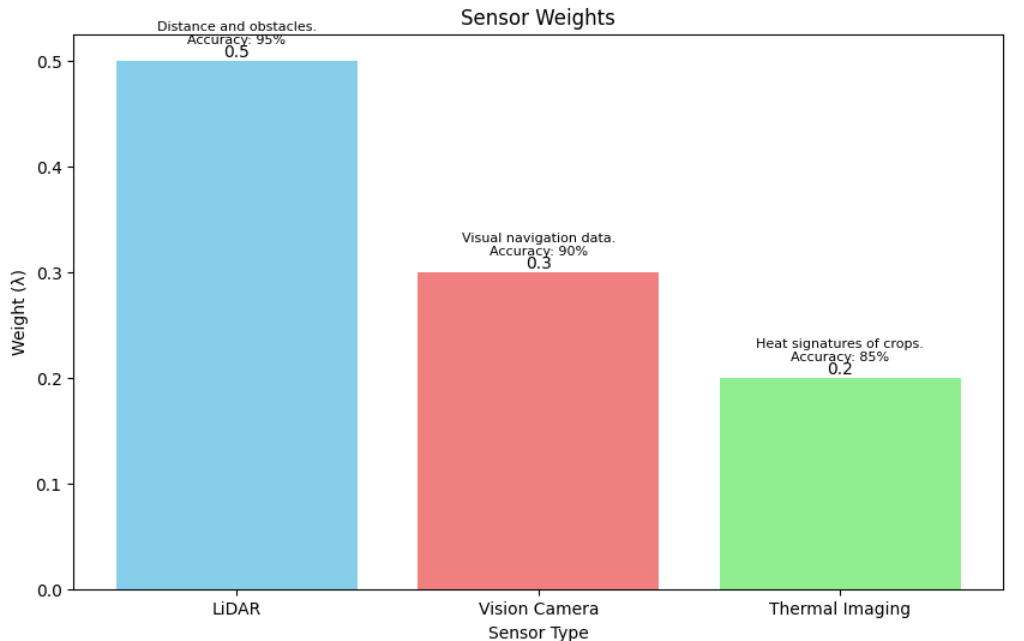 Sensor Weights
Distance and obstacles.
Accuracy: 95%
0.5
Visual navigation data.
Accuracy: 90%
0.3
Heat signatures of crops.
Accuracy: 85%
0.2
Weight (λ)
0.5
0.4
0.3
0.2
0.1
0.0
LiDAR
Vision Camera
Thermal Imaging
Sensor Type